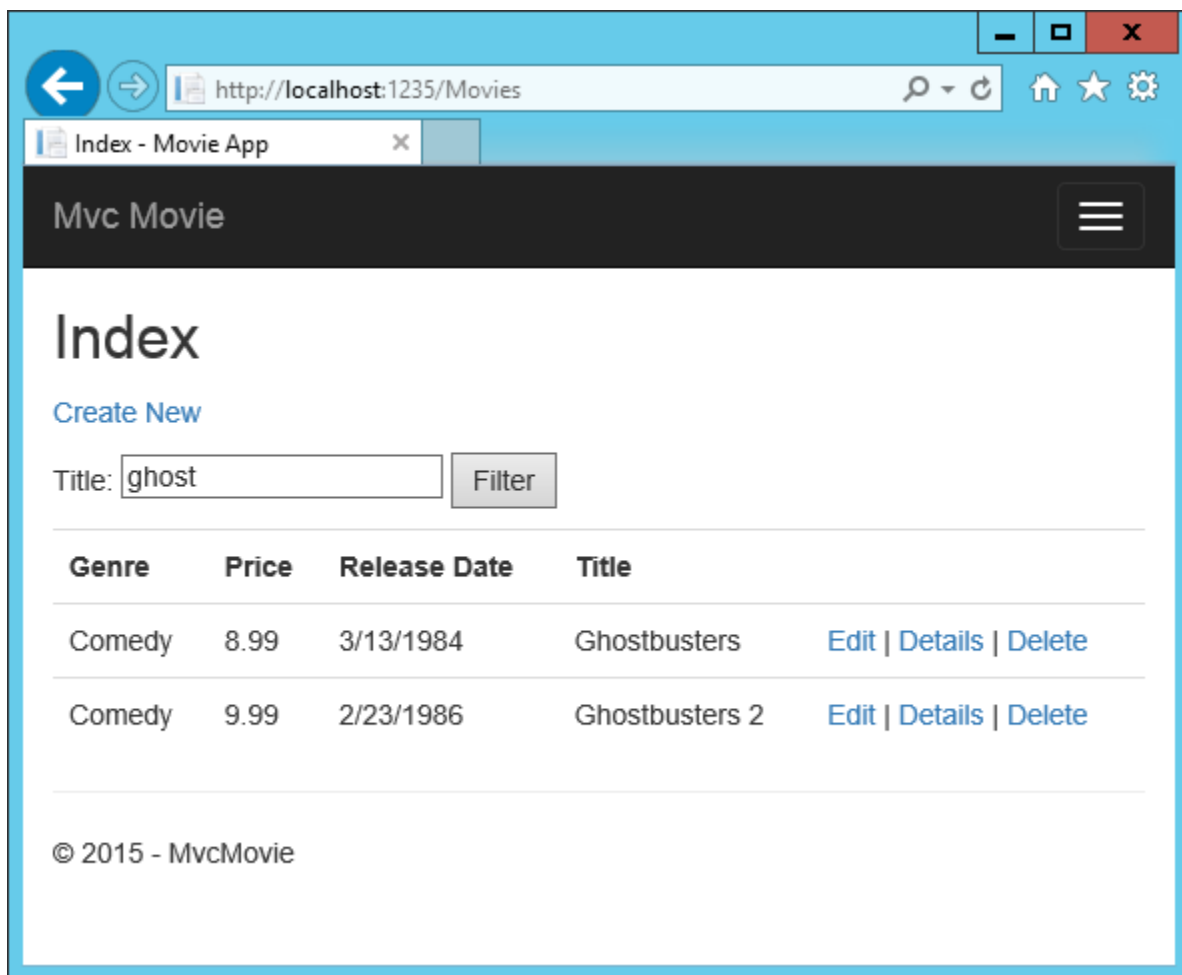 http://localhost:1235/Movies
Index - Movie App
Mvc Movie
Index
Create New
Title: ghost Filter
Genre Price Release Date Title
Comedy 8.99 3/13/1984 Ghostbusters Edit | Details | Delete
Comedy 9.99 2/23/1986 Ghostbusters 2 Edit | Details | Delete
© 2015 - MvcMovie